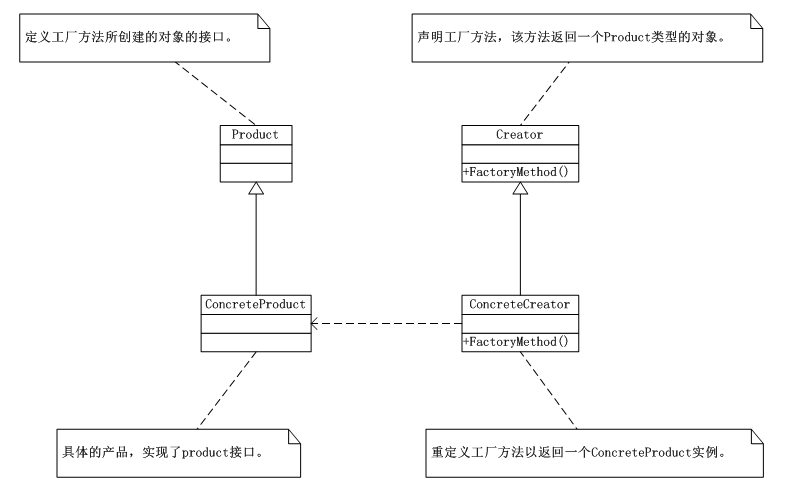 定义工厂方法所创建的对象的接口。
声明工厂方法，该方法返回一个Product类型的对象。
Product
Creator
+FactoryMethod()
ConcreteProduct
ConcreteCreator
+FactoryMethod()
具体的产品，实现了product接口。
重定义工厂方法以返回一个ConcreteProduct实例。